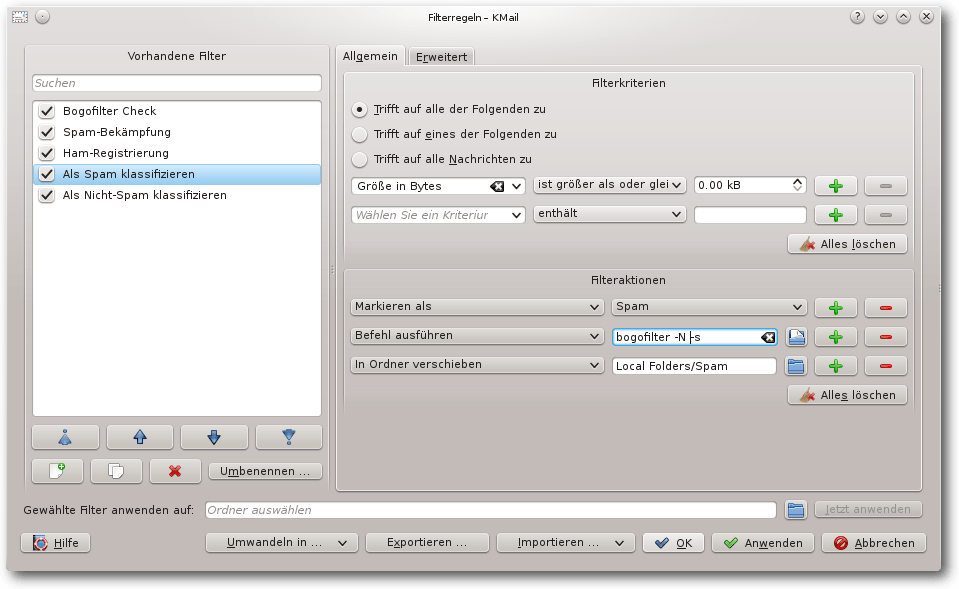 Filterregeln – KMail
Vorhandene Filter
Suchen
Bogofilter Check
Spam-Bekämpfung
Ham-Registrierung
Als Spam klassifizieren
Als Nicht-Spam klassifizieren
Umbenennen ...
Allgemein
Erweitert
Filterkriterien
Trifft auf alle der Folgenden zu
Trifft auf eines der Folgenden zu
Trifft auf alle Nachrichten zu
Größe in Bytes ist größer als oder glei 0.00 kB
Wählen Sie ein Kriteriur enthält
Alles löschen
Filteraktionen
Markieren als Spam
Befehl ausführen bogofilter -N -s
In Ordner verschieben Local Folders/Spam
Alles löschen
Gewählte Filter anwenden auf: Ordner auswählen Jetzt anwenden
Hilfe Umwandeln in ... Exportieren ... Importieren ... OK Anwenden Abbrechen